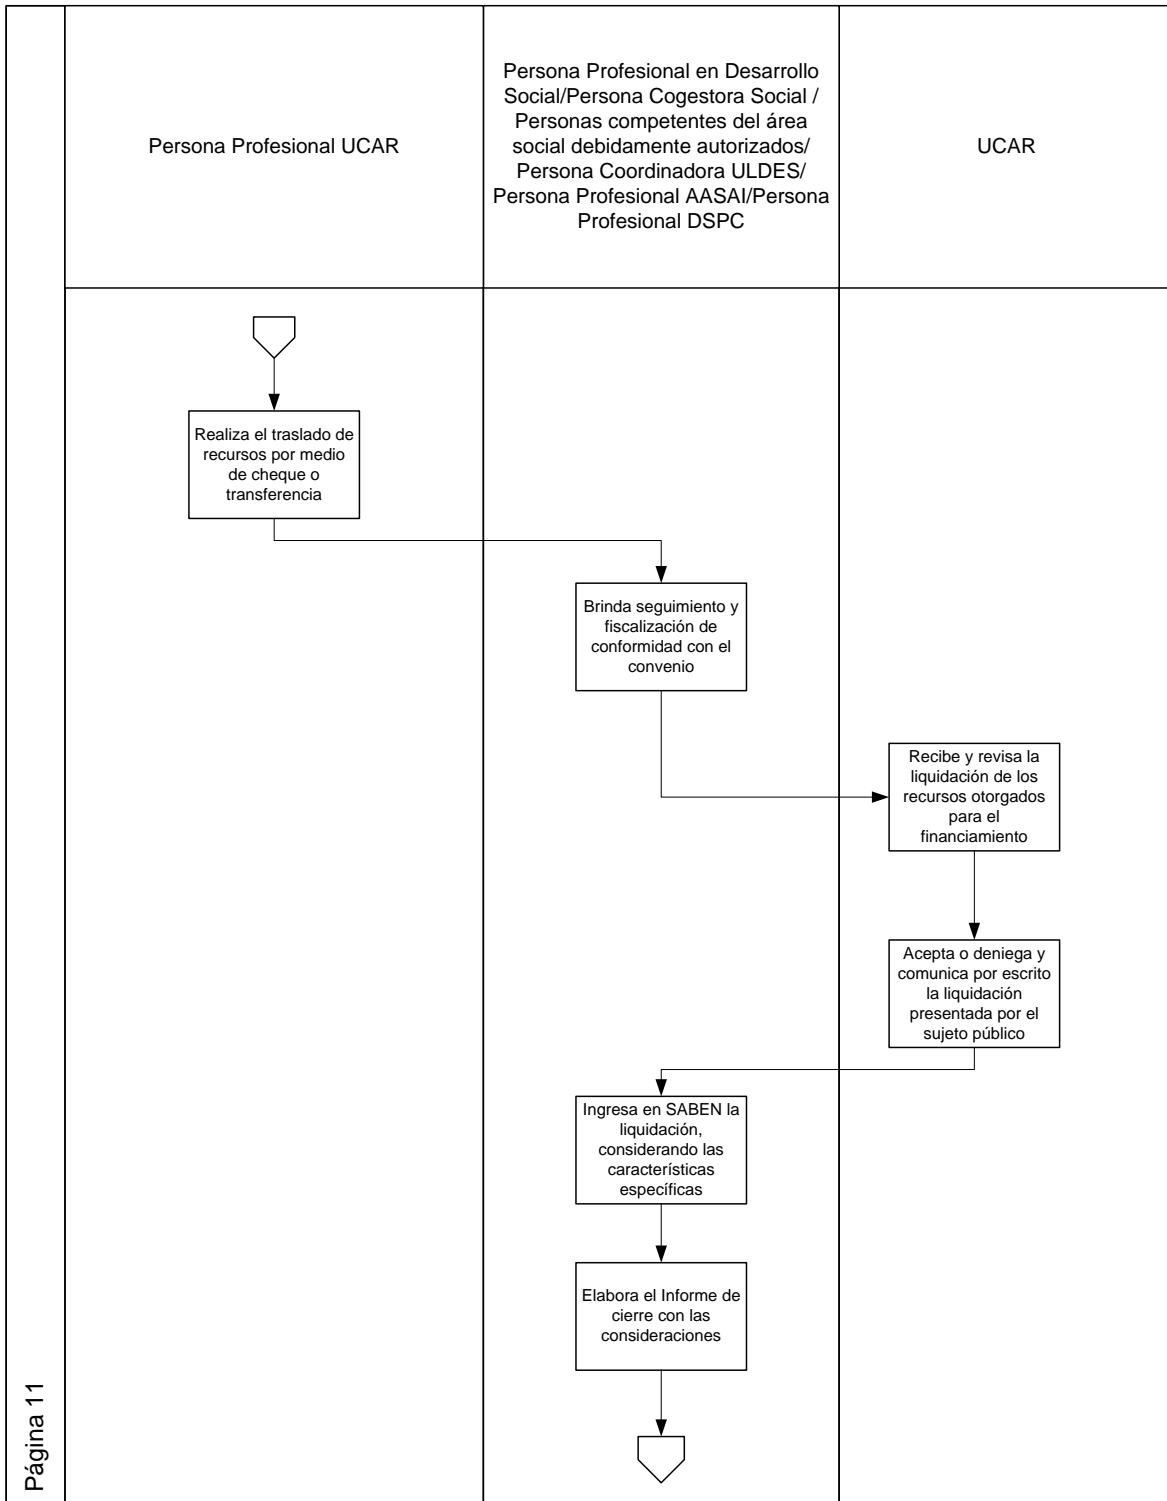 Persona Profesional UCAR
Persona Profesional en Desarrollo
Social/Persona Cogestora Social /
Personas competentes del área
social debidamente autorizados/
Persona Coordinadora ULDES/
Persona Profesional AASAI/Persona
Profesional DSPC
UCAR
Realiza el traslado de
recursos por medio
de cheque o
transferencia
Brinda seguimiento y
fiscalización de
conformidad con el
convenio
Recibe y revisa la
liquidación de los
recursos otorgados
para el
financiamiento
Acepta o deniega y
comunica por escrito
la liquidación
presentada por el
sujeto público
Ingresa en SABEN la
liquidación,
considerando las
características
específicas
Elabora el Informe de
cierre con las
consideraciones
Página 11